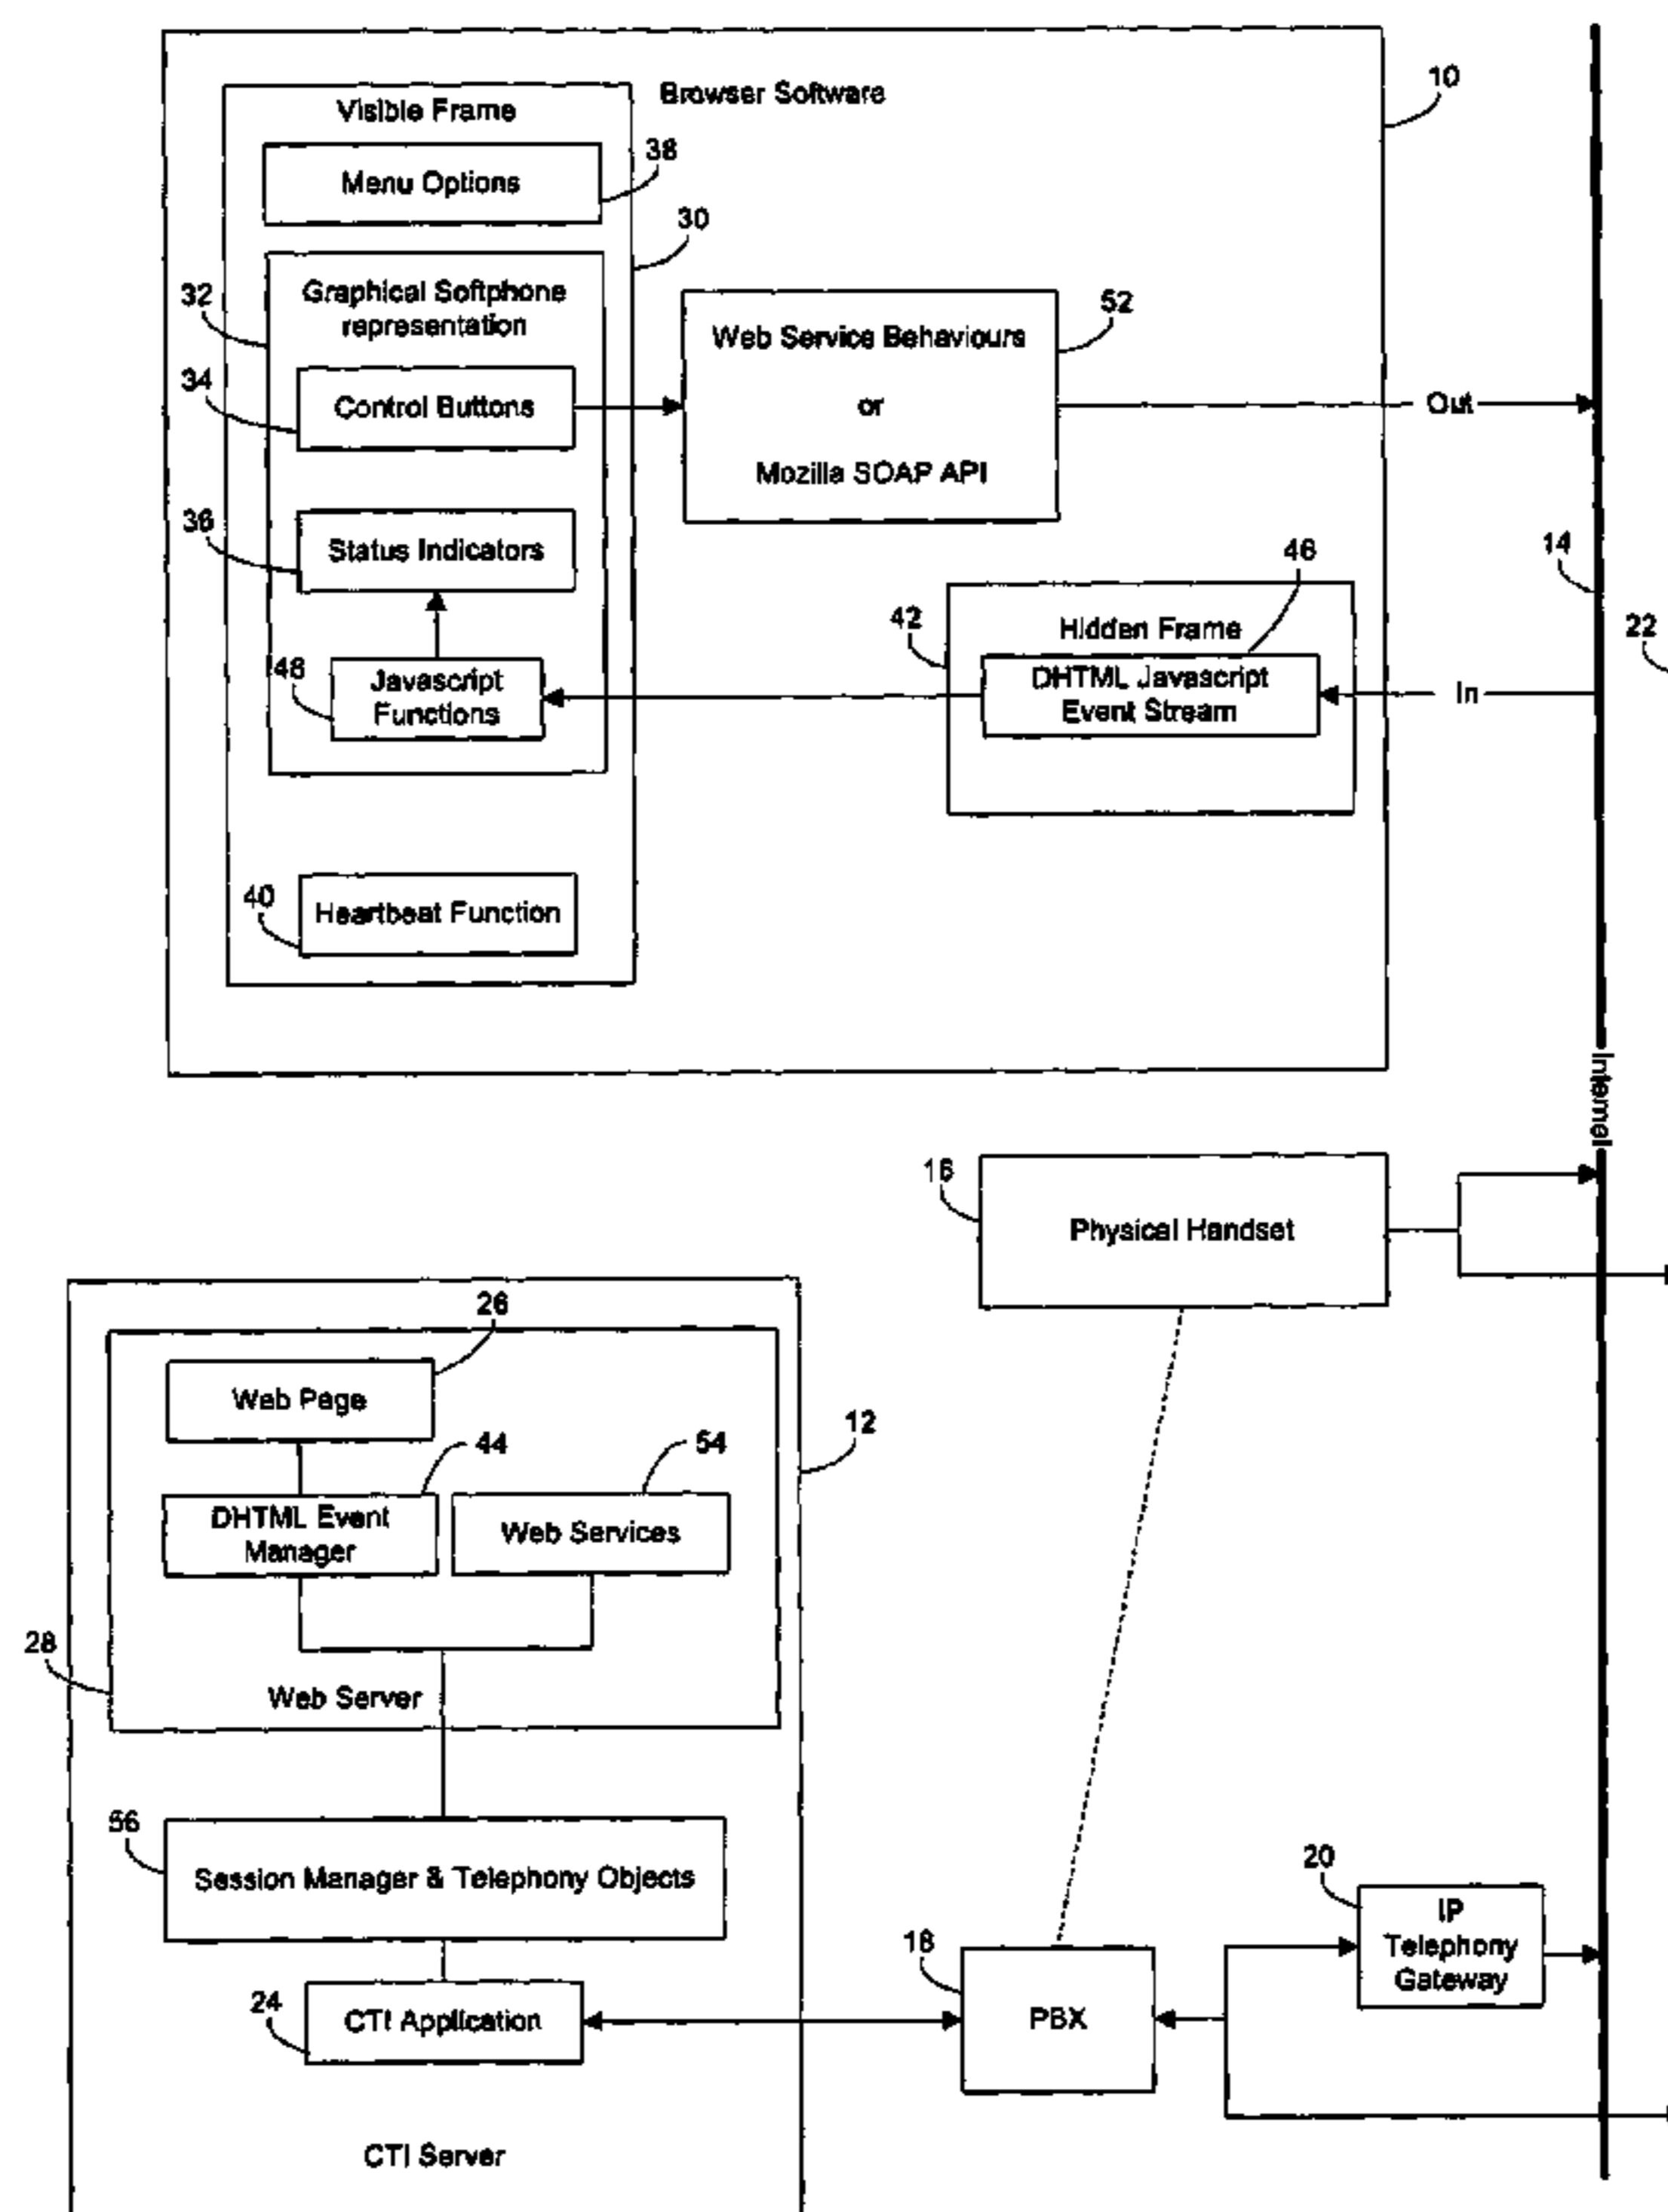 Browser Software
10
Visible Frame
Menu Options
38
30
32
Graphical Softphone
representation
34
Control Buttons
Web Service Behaviours
or
Mozilla SOAP API
52
Out
36
Status Indicators
48
Javascript
Functions
42
Hidden Frame
46
DHTML Javascript
Event Stream
In
14
22
40
Heartbeat Function
Internet
16
Physical Handset
26
Web Page
12
44
54
DHTML Event
Manager
Web Services
28
Web Server
56
Session Manager & Telephony Objects
20
IP
Telephony
Gateway
18
PBX
24
CTI Application
CTI Server